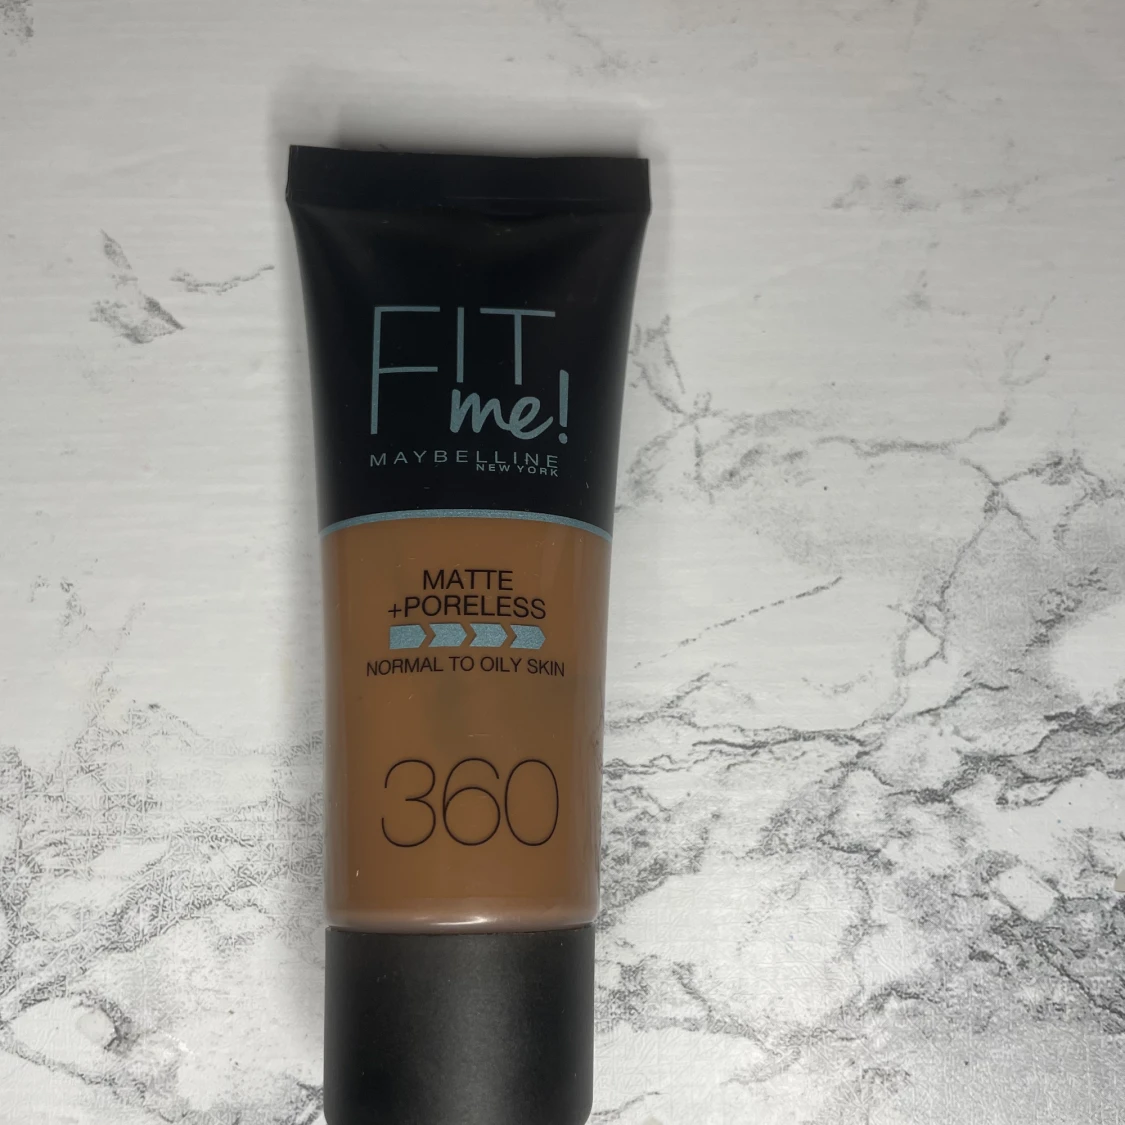 FIT
me!
MAYBELLINE
NEW YORK
MATTE
+PORELESS
NORMAL TO OILY SKIN
360